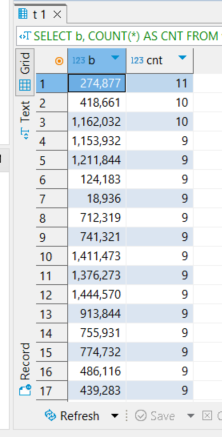 t 1
SELECT b, COUNT(*) AS CNT FROM
Grid
Text
Record
b cnt
1 274,877 11
2 418,661 10
3 1,162,032 10
4 1,153,932 9
5 1,211,844 9
6 124,183 9
7 18,936 9
8 712,319 9
9 741,321 9
10 1,411,473 9
11 1,376,273 9
12 1,444,570 9
13 913,844 9
14 755,931 9
15 774,732 9
16 486,116 9
17 439,283 9
Refresh Save